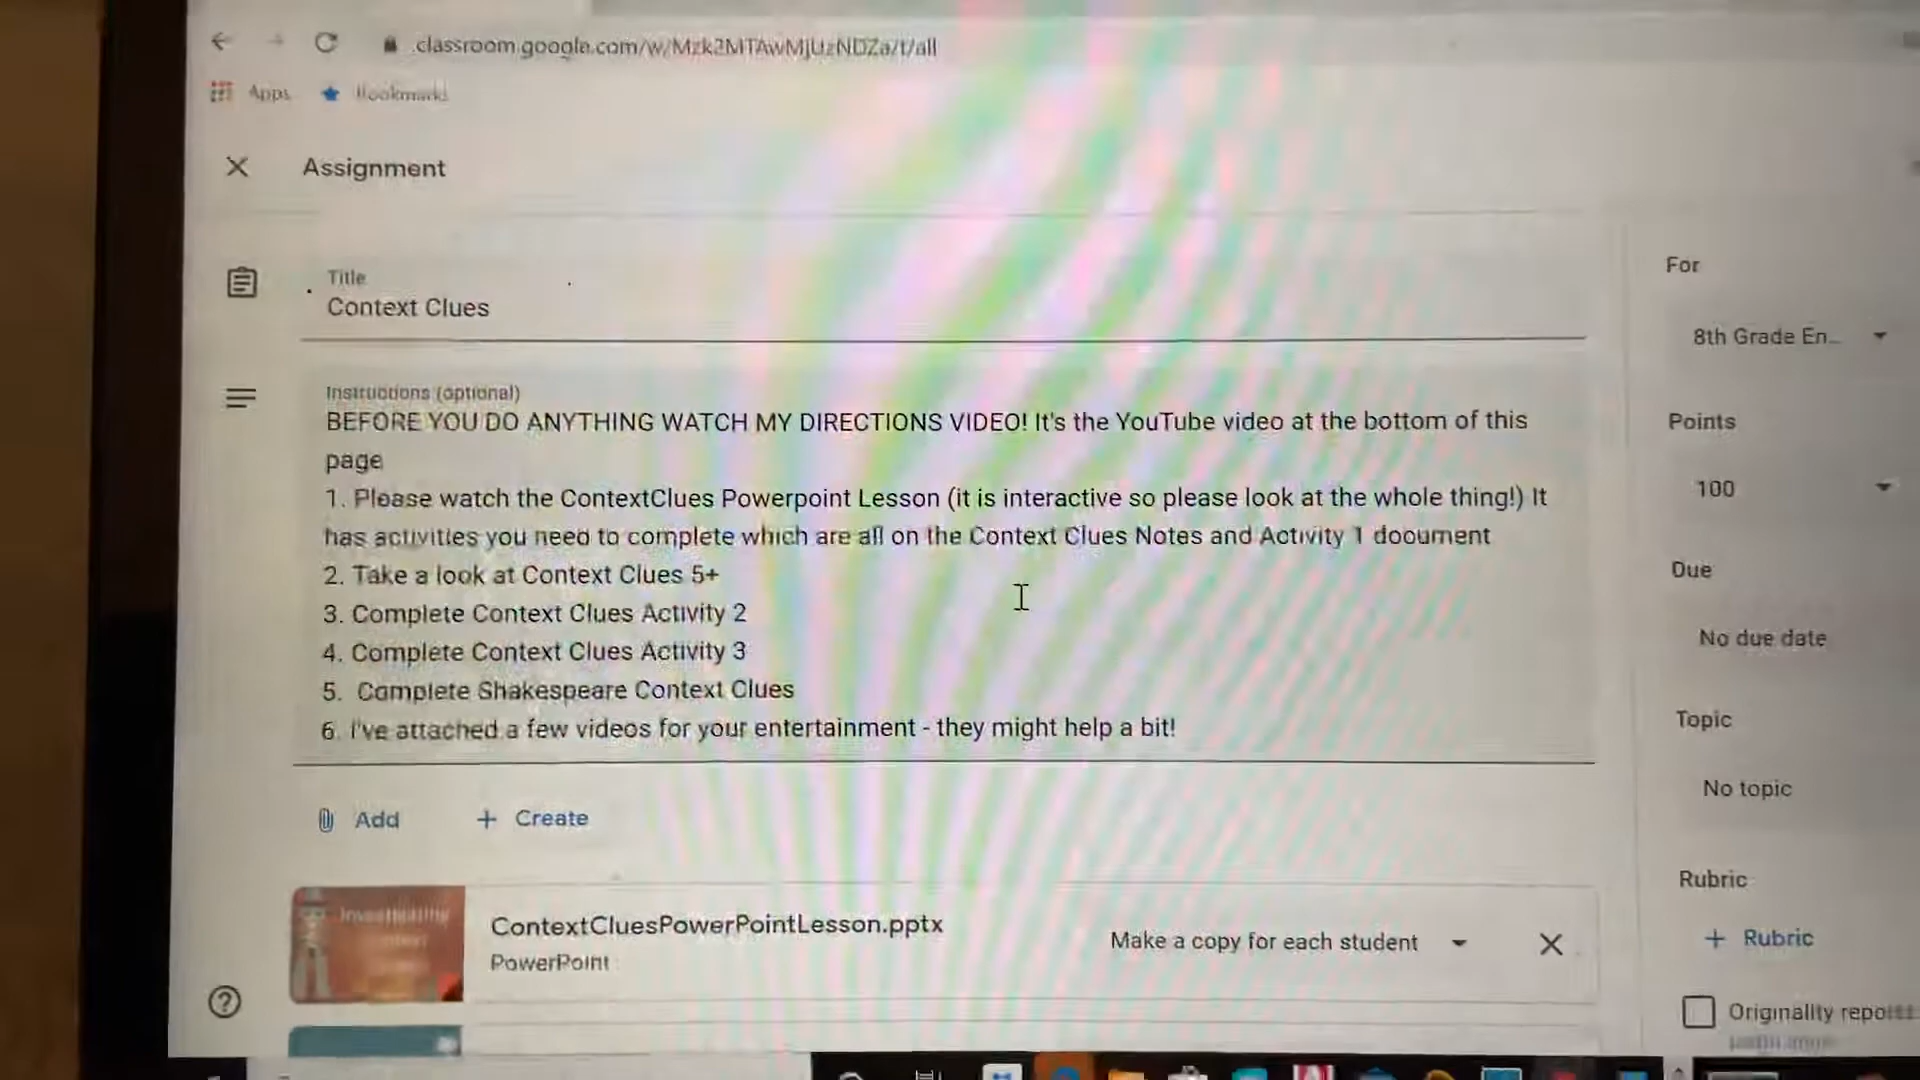 classroom.google.com/w/Mzk2MTAwMjUzNDZa/t/all
Apps Bookmarks
Assignment
Title
Context Clues
Instructions (optional)
BEFORE YOU DO ANYTHING WATCH MY DIRECTIONS VIDEO! It's the YouTube video at the bottom of this
page
1. Please watch the ContextClues Powerpoint Lesson (it is interactive so please look at the whole thing!) It
has activities you need to complete which are all on the Context Clues Notes and Activity 1 document
2. Take a look at Context Clues 5+
3. Complete Context Clues Activity 2
4. Complete Context Clues Activity 3
5. Complete Shakespeare Context Clues
6. I've attached a few videos for your entertainment - they might help a bit!
Add + Create
Investigating
Context
ContextCluesPowerPointLesson.pptx
PowerPoint
Make a copy for each student
For
8th Grade En...
Points
100
Due
No due date
Topic
No topic
Rubric
+ Rubric
Originality